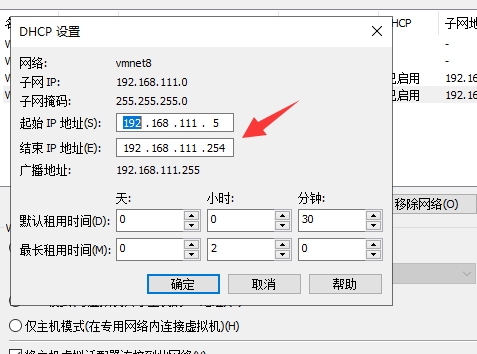 DHCP 设置
HCP
子网地
网络: vmnet8
子网 IP: 192.168.111.0
子网掩码: 255.255.255.0
已启用 192.16
起始 IP 地址(S): 192 . 168 . 111 . 5
已启用 192.16
结束 IP 地址(E): 192 . 168 . 111 . 254
广播地址: 192.168.111.255
天: 小时: 分钟:
默认租用时间(D): 0 0 30
移除网络(O)
最长租用时间(M): 0 2 0
确定 取消 帮助
仅主机模式(在专用网络内连接虚拟机)(H)